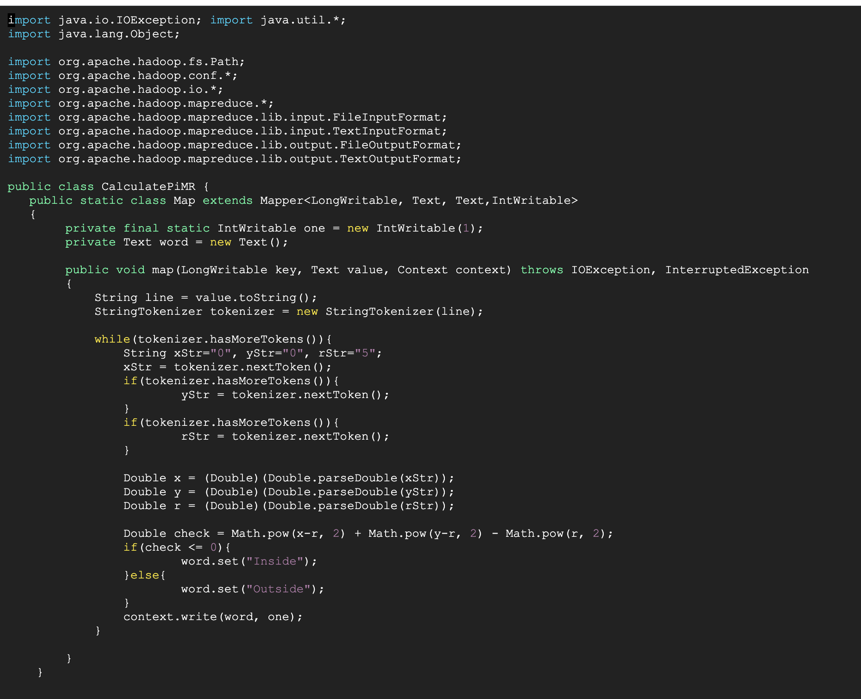 import java.io.IOException; import java.util.*;
import java.lang.Object;

import org.apache.hadoop.fs.Path;
import org.apache.hadoop.conf.*;
import org.apache.hadoop.io.*;
import org.apache.hadoop.mapreduce.*;
import org.apache.hadoop.mapreduce.lib.input.FileInputFormat;
import org.apache.hadoop.mapreduce.lib.input.TextInputFormat;
import org.apache.hadoop.mapreduce.lib.output.FileOutputFormat;
import org.apache.hadoop.mapreduce.lib.output.TextOutputFormat;

public class CalculatePiMR {
   public static class Map extends Mapper<LongWritable, Text, Text,IntWritable>
   {
        private final static IntWritable one = new IntWritable(1);
        private Text word = new Text();

        public void map(LongWritable key, Text value, Context context) throws IOException, InterruptedException
        {
            String line = value.toString();
            StringTokenizer tokenizer = new StringTokenizer(line);

            while(tokenizer.hasMoreTokens()){
                String xStr="0", yStr="0", rStr="5";
                xStr = tokenizer.nextToken();
                if(tokenizer.hasMoreTokens()){
                        yStr = tokenizer.nextToken();
                }
                if(tokenizer.hasMoreTokens()){
                        rStr = tokenizer.nextToken();
                }

                Double x = (Double)(Double.parseDouble(xStr));
                Double y = (Double)(Double.parseDouble(yStr));
                Double r = (Double)(Double.parseDouble(rStr));

                Double check = Math.pow(x-r, 2) + Math.pow(y-r, 2) - Math.pow(r, 2);
                if(check <= 0){
                        word.set("Inside");
                }else{
                        word.set("Outside");
                }
                context.write(word, one);
            }

        }
    }